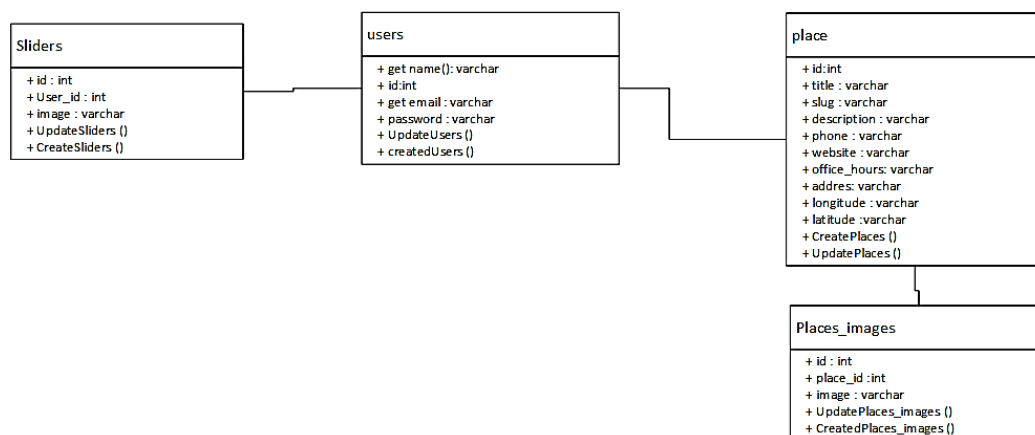 Sliders
+ id : int
+ User_id : int
+ image : varchar
+ UpdateSliders ()
+ CreateSliders ()
users
+ get name(): varchar
+ id:int
+ get email : varchar
+ password : varchar
+ UpdateUsers ()
+ createdUsers ()
place
+ id:int
+ title : varchar
+ slug : varchar
+ description : varchar
+ phone : varchar
+ website : varchar
+ office_hours: varchar
+ addres: varchar
+ longitude : varchar
+ latitude :varchar
+ CreatePlaces ()
+ UpdatePlaces ()
Places_images
+ id : int
+ place_id :int
+ image : varchar
+ UpdatePlaces_images ()
+ CreatedPlaces_images ()